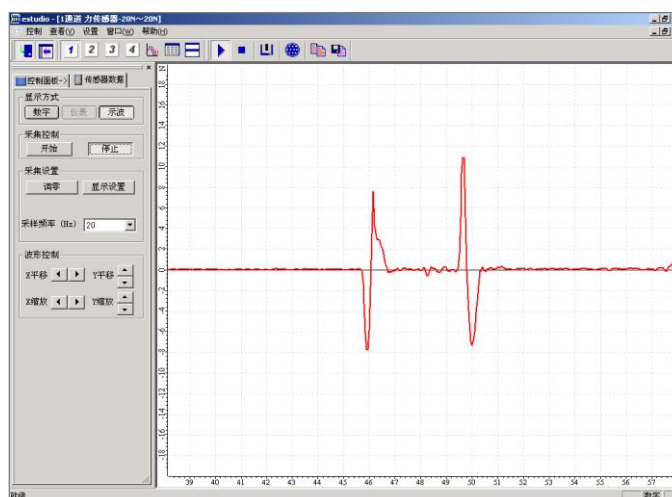 estudio - [1通道 力传感器-20N~20N]
控制 查看(V) 设置 窗口(W) 帮助(H)
1 2 3 4
控制面板-> 传感器数据
显示方式
数字 仪表 示波
采集控制
开始 停止
采集设置
调零 显示设置
采样频率 (Hz) 20
波形控制
X平移 Y平移
X缩放 Y缩放
N
18
16
14
12
10
8
6
4
2
0
-2
-4
-6
-8
-10
-12
-14
-16
-18
39 40 41 42 43 44 45 46 47 48 49 50 51 52 53 54 55 56 57
就绪 数字